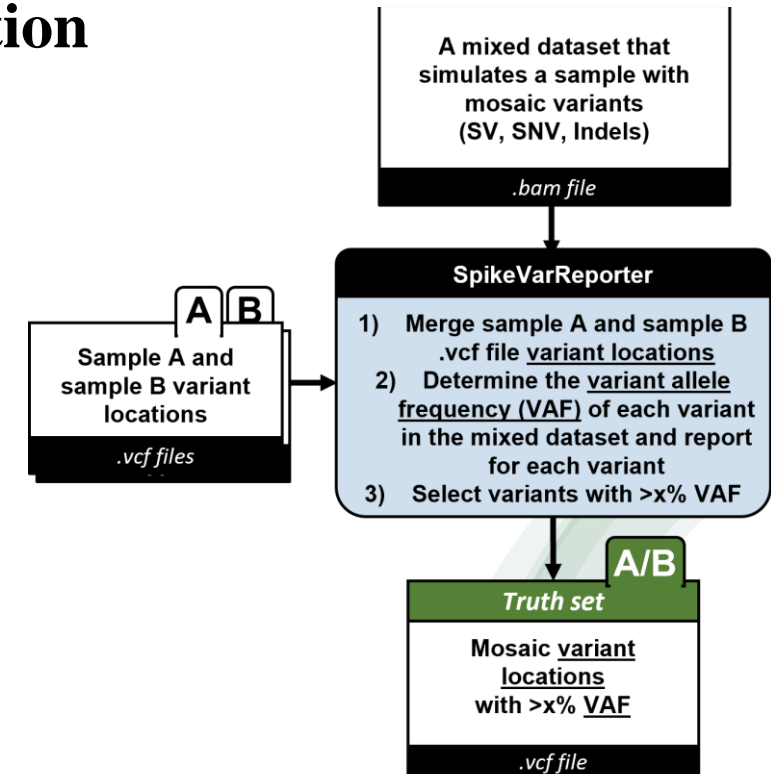 tion
A mixed dataset that
simulates a sample with
mosaic variants
(SV, SNV, Indels)
.bam file
SpikeVarReporter
1) Merge sample A and sample B
.vcf file variant locations
2) Determine the variant allele
frequency (VAF) of each variant
in the mixed dataset and report
for each variant
3) Select variants with >x% VAF
A B
Sample A and
sample B variant
locations
.vcf files
A/B
Truth set
Mosaic variant
locations
with >x% VAF
.vcf file